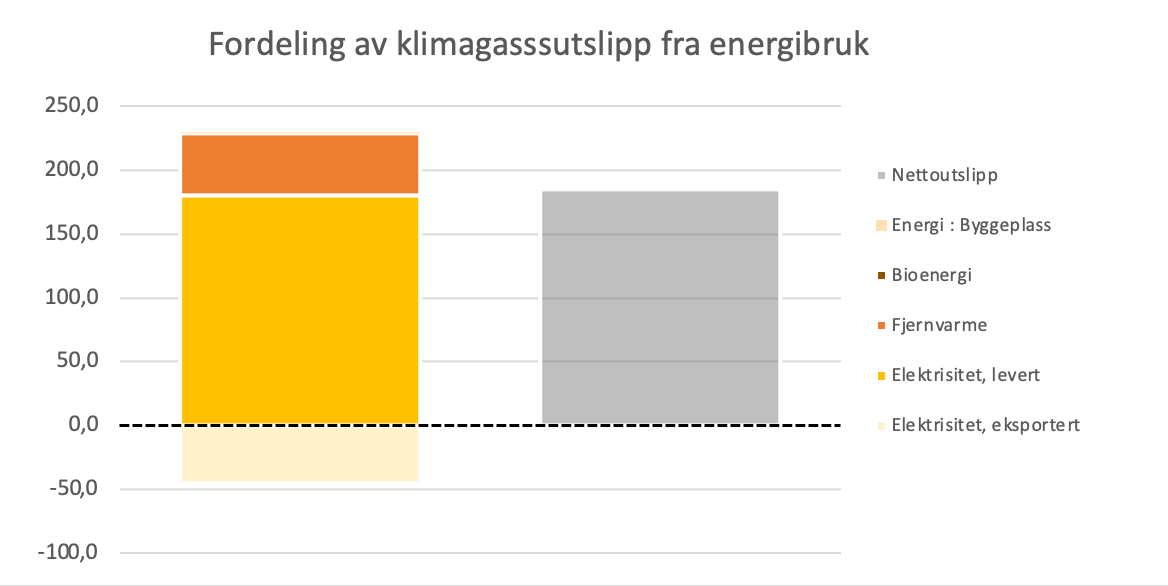 Fordeling av klimagasssutslipp fra energibruk
250,0
200,0
150,0
100,0
50,0
0,0
-50,0
-100,0
Nettoutslipp
Energi : Byggeplass
Bioenergi
Fjernvarme
Elektrisitet, levert
Elektrisitet, eksportert